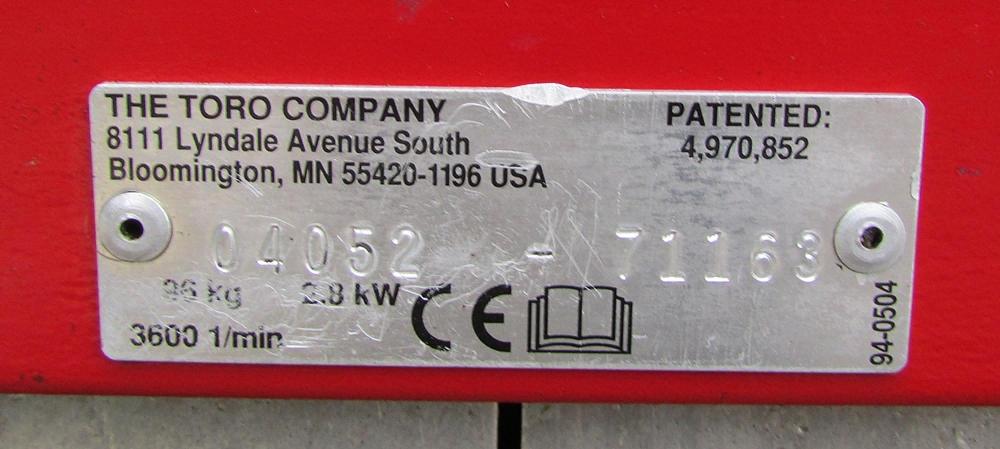 THE TORO COMPANY
8111 Lyndale Avenue South
Bloomington, MN 55420-1196 USA
PATENTED:
4,970,852
04052 - 71163
96 kg 2.8 kW
3600 1/min
CE
94-0504